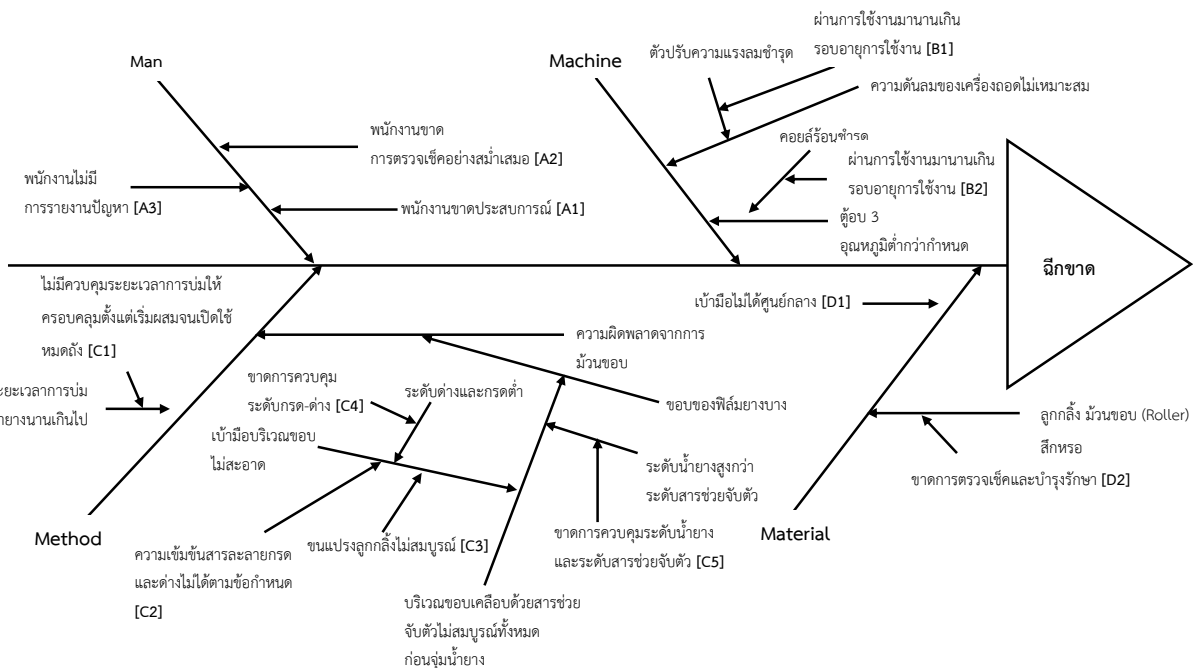 Man
พนักงานขาด
การตรวจเช็คอย่างสม่ำเสมอ [A2]
พนักงานไม่มี
การรายงานปัญหา [A3]
พนักงานขาดประสบการณ์ [A1]
Machine
ตัวปรับความแรงลมชำรุด
ผ่านการใช้งานมานานเกิน
รอบอายุการใช้งาน [B1]
ความดันลมของเครื่องถอดไม่เหมาะสม
คอยล์ร้อนชำรุด
ผ่านการใช้งานมานานเกิน
รอบอายุการใช้งาน [B2]
ตู้อบ 3
อุณหภูมิต่ำกว่ากำหนด
ฉีกขาด
ไม่มีควบคุมระยะเวลาการบ่มให้
ครอบคลุมตั้งแต่เริ่มผสมจนเปิดใช้
หมดถัง [C1]
ระยะเวลาการบ่ม
ยางนานเกินไป
ความผิดพลาดจากการ
ม้วนขอบ
ขอบของฟิล์มยางบาง
ขาดการควบคุม
ระดับกรด-ด่าง [C4]
ระดับด่างและกรดต่ำ
เบ้ามือบริเวณขอบ
ไม่สะอาด
ระดับน้ำยางสูงกว่า
ระดับสารช่วยจับตัว
ขาดการควบคุมระดับน้ำยาง
และระดับสารช่วยจับตัว [C5]
ขนแปรงลูกกลิ้งไม่สมบูรณ์ [C3]
ความเข้มข้นสารละลายกรด
และด่างไม่ได้ตามข้อกำหนด
[C2]
บริเวณขอบเคลือบด้วยสารช่วย
จับตัวไม่สมบูรณ์ทั้งหมด
ก่อนจุ่มน้ำยาง
Method
เบ้ามือไม่ได้ศูนย์กลาง [D1]
ลูกกลิ้ง ม้วนขอบ (Roller)
สึกหรอ
ขาดการตรวจเช็คและบำรุงรักษา [D2]
Material